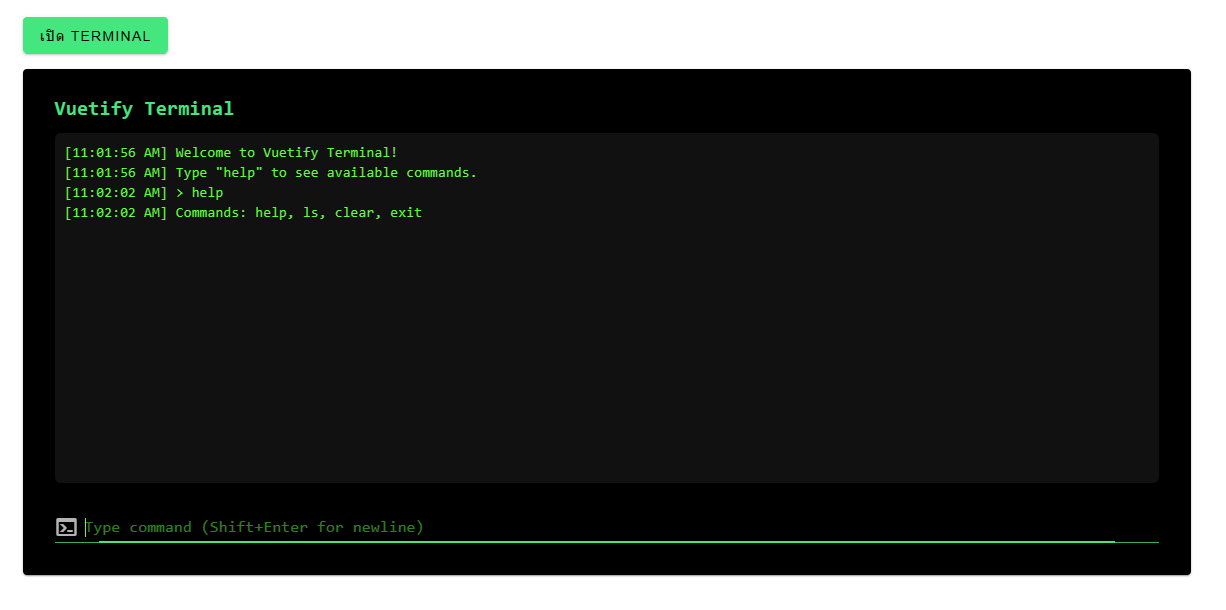 เปิด TERMINAL
Vuetify Terminal
[11:01:56 AM] Welcome to Vuetify Terminal!
[11:01:56 AM] Type "help" to see available commands.
[11:02:02 AM] > help
[11:02:02 AM] Commands: help, ls, clear, exit
Type command (Shift+Enter for newline)